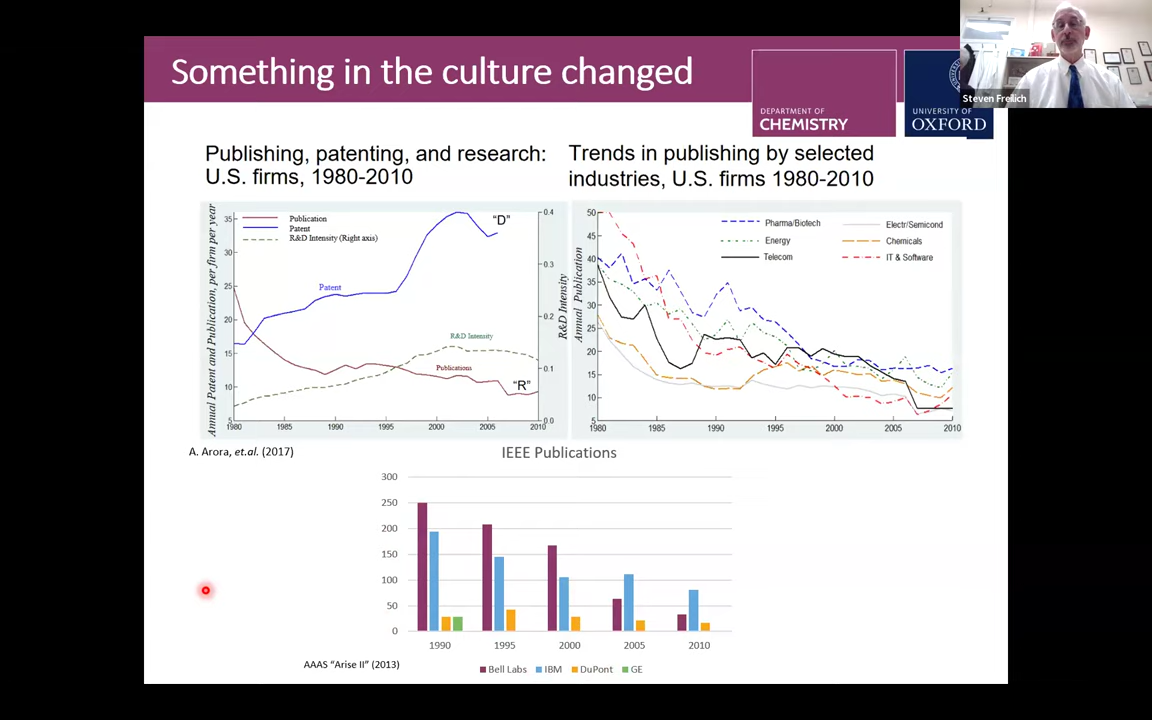 Something in the culture changed
DEPARTMENT OF
CHEMISTRY
UNIVERSITY OF
OXFORD
Steven Freilich
Publishing, patenting, and research:
U.S. firms, 1980-2010
Trends in publishing by selected
industries, U.S. firms 1980-2010
Annual Patent and Publication, per firm per year
35
30
25
20
15
10
5
Publication
Patent
R&D Intensity (Right axis)
Patent
"D"
R&D Intensity
Publications
"R"
0.4
0.3
0.2
0.1
0.0
R&D Intensity
1980 1985 1990 1995 2000 2005 2010
Annual Publication
50
45
40
35
30
25
20
15
10
5
Pharma/Biotech
Energy
Telecom
Electr/Semicond
Chemicals
IT & Software
1980 1985 1990 1995 2000 2005 2010
A. Arora, et.al. (2017)
IEEE Publications
300
250
200
150
100
50
0
1990 1995 2000 2005 2010
AAAS "Arise II" (2013)
Bell Labs IBM DuPont GE